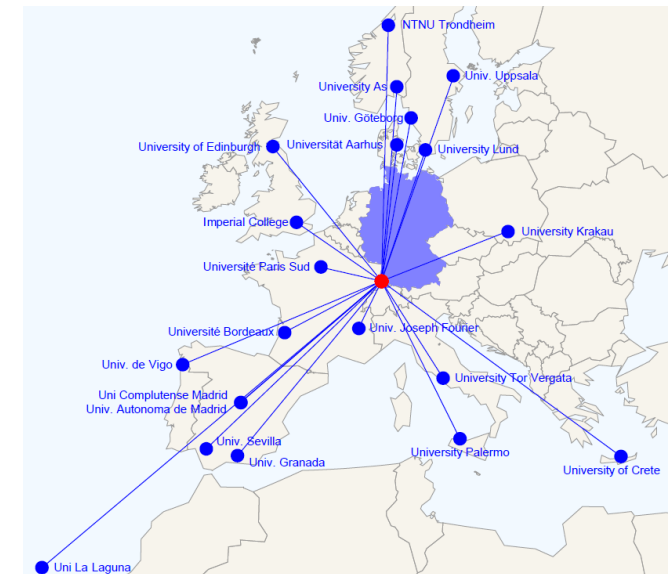 NTNU Trondheim
Univ. Uppsala
University As
Univ. Göteborg
University of Edinburgh
Universität Aarhus
University Lund
Imperial College
University Krakau
Université Paris Sud
Université Bordeaux
Univ. Joseph Fourier
Univ. de Vigo
University Tor Vergata
Uni Complutense Madrid
Univ. Autonoma de Madrid
Univ. Sevilla
University Palermo
Univ. Granada
University of Crete
Uni La Laguna